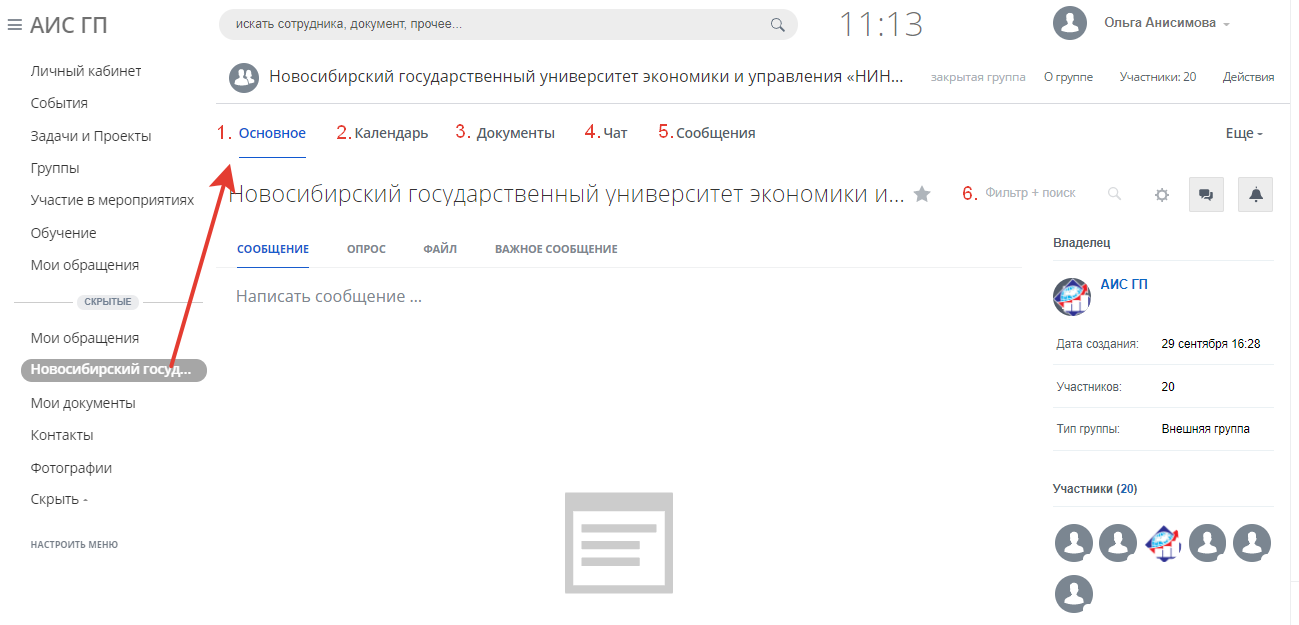 АИС ГП
искать сотрудника, документ, прочее...
11:13
Ольга Анисимова
Личный кабинет
События
Задачи и Проекты
Группы
Участие в мероприятиях
Обучение
Мои обращения
СКРЫТЫЕ
Мои обращения
Новосибирский госуд...
Мои документы
Контакты
Фотографии
Скрыть -
НАСТРОИТЬ МЕНЮ
Новосибирский государственный университет экономики и управления «НИН...
закрытая группа
О группе
Участники: 20
Действия
1. Основное
2. Календарь
3. Документы
4. Чат
5. Сообщения
Еще
Новосибирский государственный университет экономики и...
6. Фильтр + поиск
СООБЩЕНИЕ
ОПРОС
ФАЙЛ
ВАЖНОЕ СООБЩЕНИЕ
Написать сообщение ...
Владелец
АИС ГП
Дата создания: 29 сентября 16:28
Участников: 20
Тип группы: Внешняя группа
Участники (20)